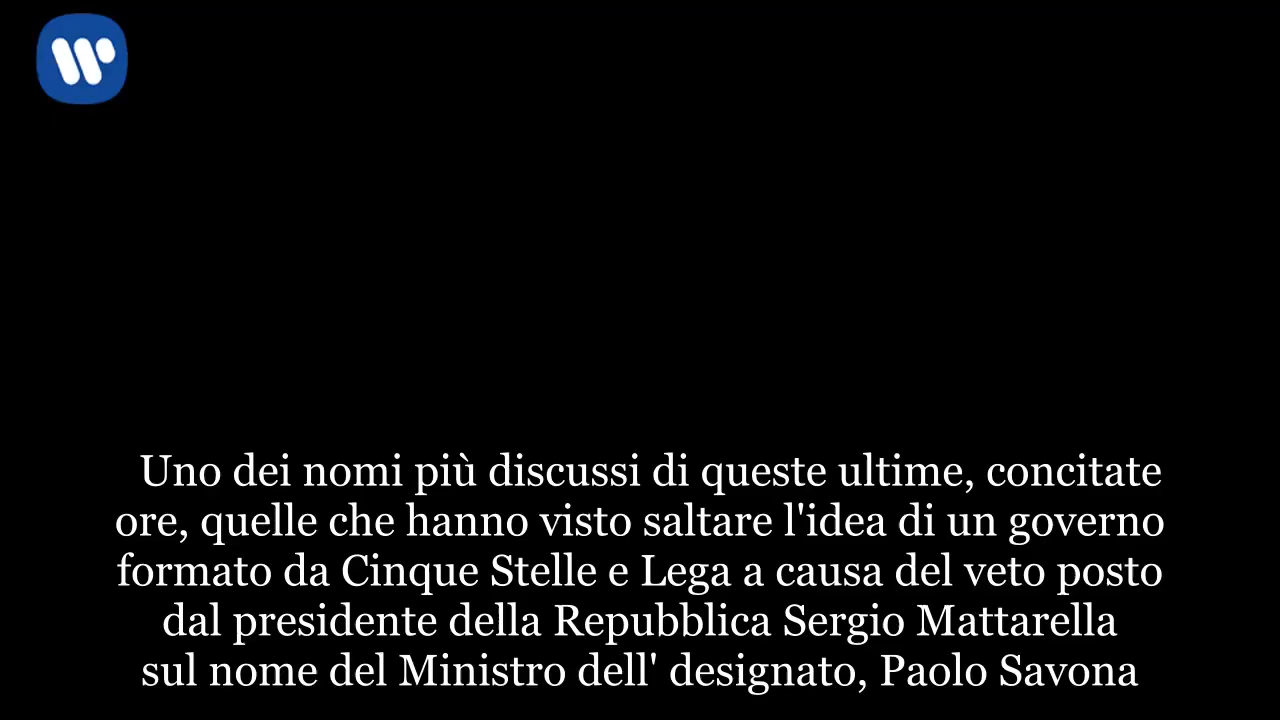 Uno dei nomi più discussi di queste ultime, concitate
ore, quelle che hanno visto saltare l'idea di un governo
formato da Cinque Stelle e Lega a causa del veto posto
dal presidente della Repubblica Sergio Mattarella
sul nome del Ministro dell' designato, Paolo Savona